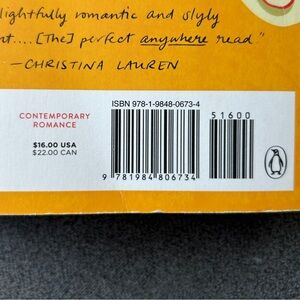 lightfully romantic and slyly
nt....[The] perfect anywhere read"
—CHRISTINA LAUREN
ISBN 978-1-9848-0673-4
51600
CONTEMPORARY
ROMANCE
$16.00 USA
$22.00 CAN
9 781984 806734